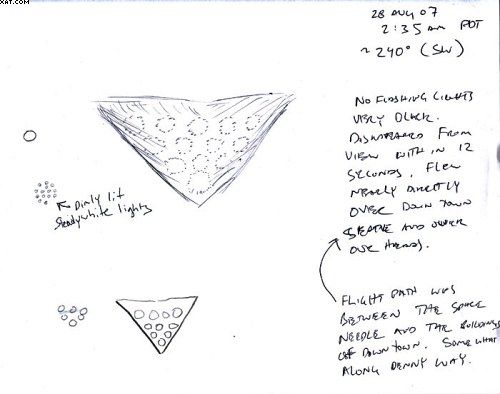 XAT.COM
28 AUG 07
2:35 am PDT
~240° (SW)
NO FLASHING LIGHTS
VERY DARK.
DISAPPEARED FROM
VIEW WITH IN 12
SECONDS. FLEW
NEARLY DIRECTLY
OVER DOWN TOWN
SEATTLE AND OVER
OUR HEADS.
dimly lit
steady white lights
FLIGHT PATH WAS
BETWEEN THE SPACE
NEEDLE AND THE BUILDINGS
OF DOWNTOWN. SOMEWHAT
ALONG DENNY WAY.